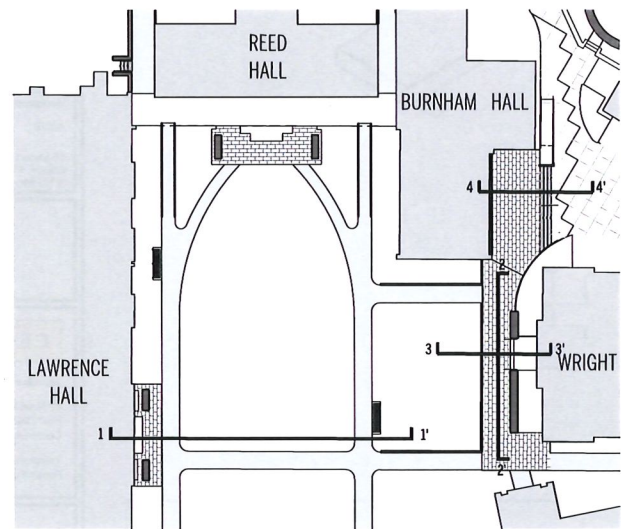 REED
HALL
BURNHAM HALL
4 4'
2
3 3'
WRIGHT
LAWRENCE
HALL
1 1'
2'